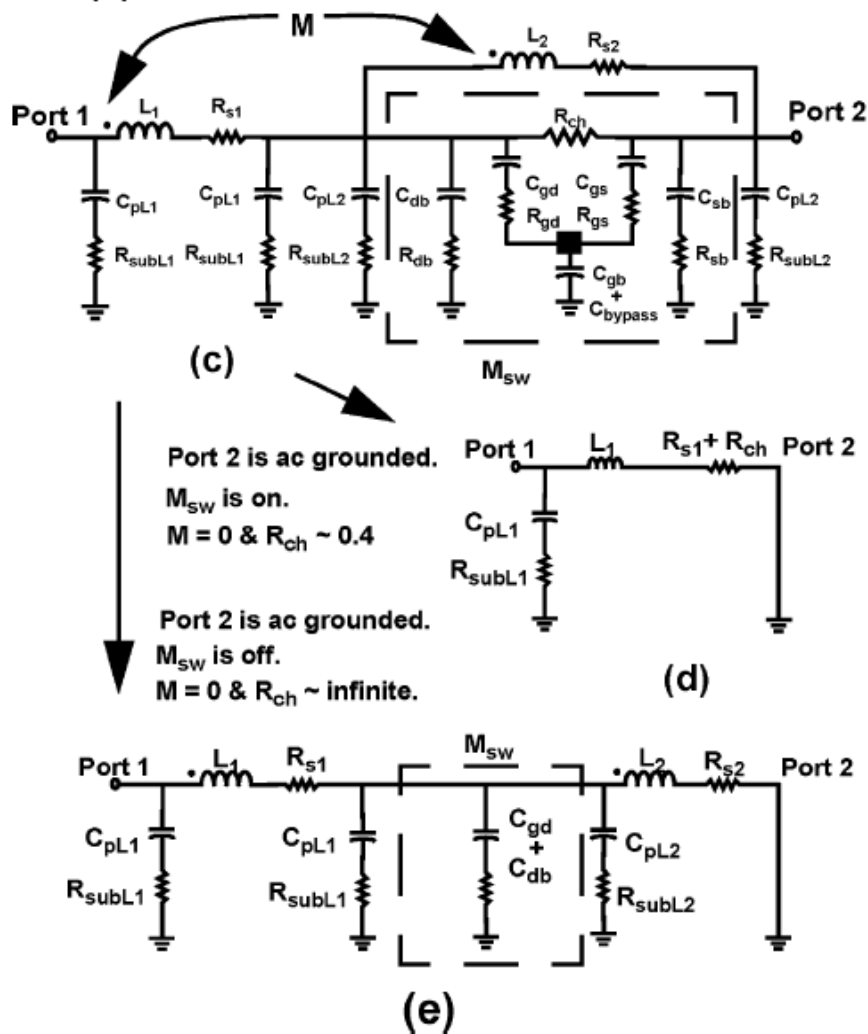 M
L2
Rs2
Port 1
L1
Rs1
Rch
Port 2
CpL1
CpL1
CpL2
Cdb
Cgd
Cgs
Csb
CpL2
RsubL1
RsubL1
RsubL2
Rdb
Rgd
Rgs
Rsb
RsubL2
Cgb
+
Cbypass
(c)
Msw
Port 2 is ac grounded.
Msw is on.
M = 0 & Rch ~ 0.4
Port 1
L1
Rs1+ Rch
Port 2
CpL1
RsubL1
(d)
Port 2 is ac grounded.
Msw is off.
M = 0 & Rch ~ infinite.
Port 1
L1
Rs1
Msw
L2
Rs2
Port 2
CpL1
CpL1
Cgd
+
Cdb
CpL2
RsubL1
RsubL1
RsubL2
(e)